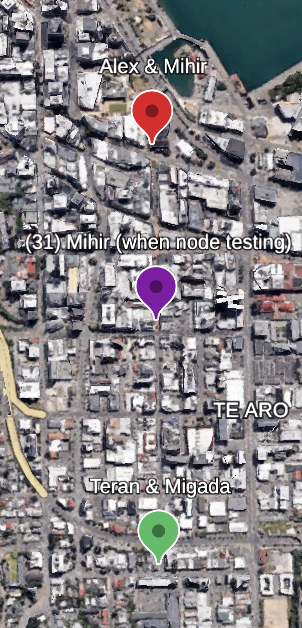 Alex & Mihir
(31) Mihir (when node testing)
TE ARO
Teran & Migada